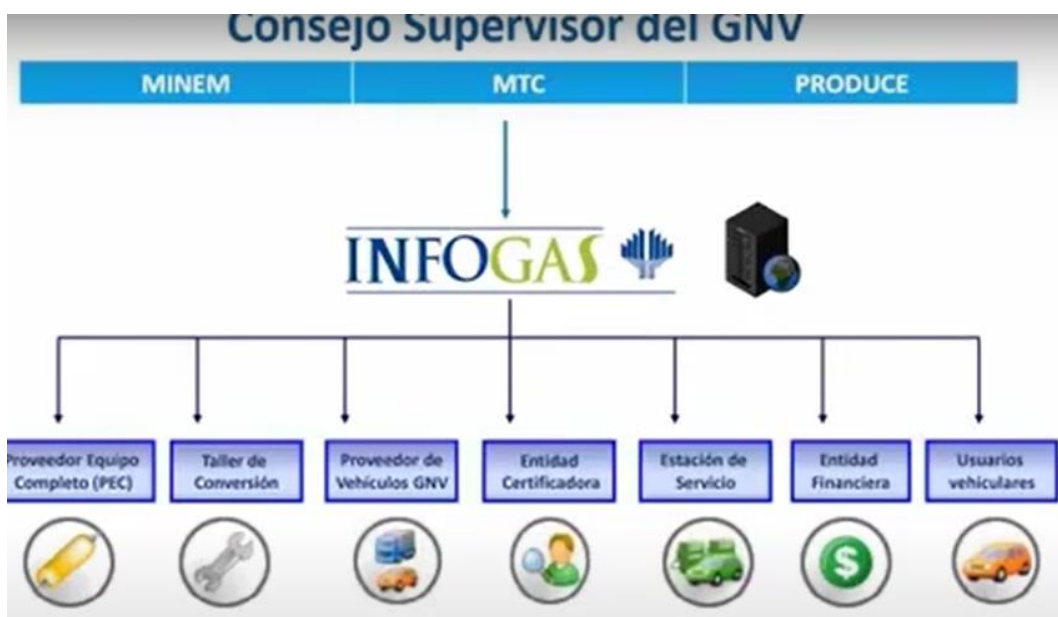 Consejo Supervisor del GNV
MINEM MTC PRODUCE
INFOGAS
Proveedor Equipo Completo (PEC)
Taller de Conversión
Proveedor de Vehículos GNV
Entidad Certificadora
Estación de Servicio
Entidad Financiera
Usuarios vehiculares
$